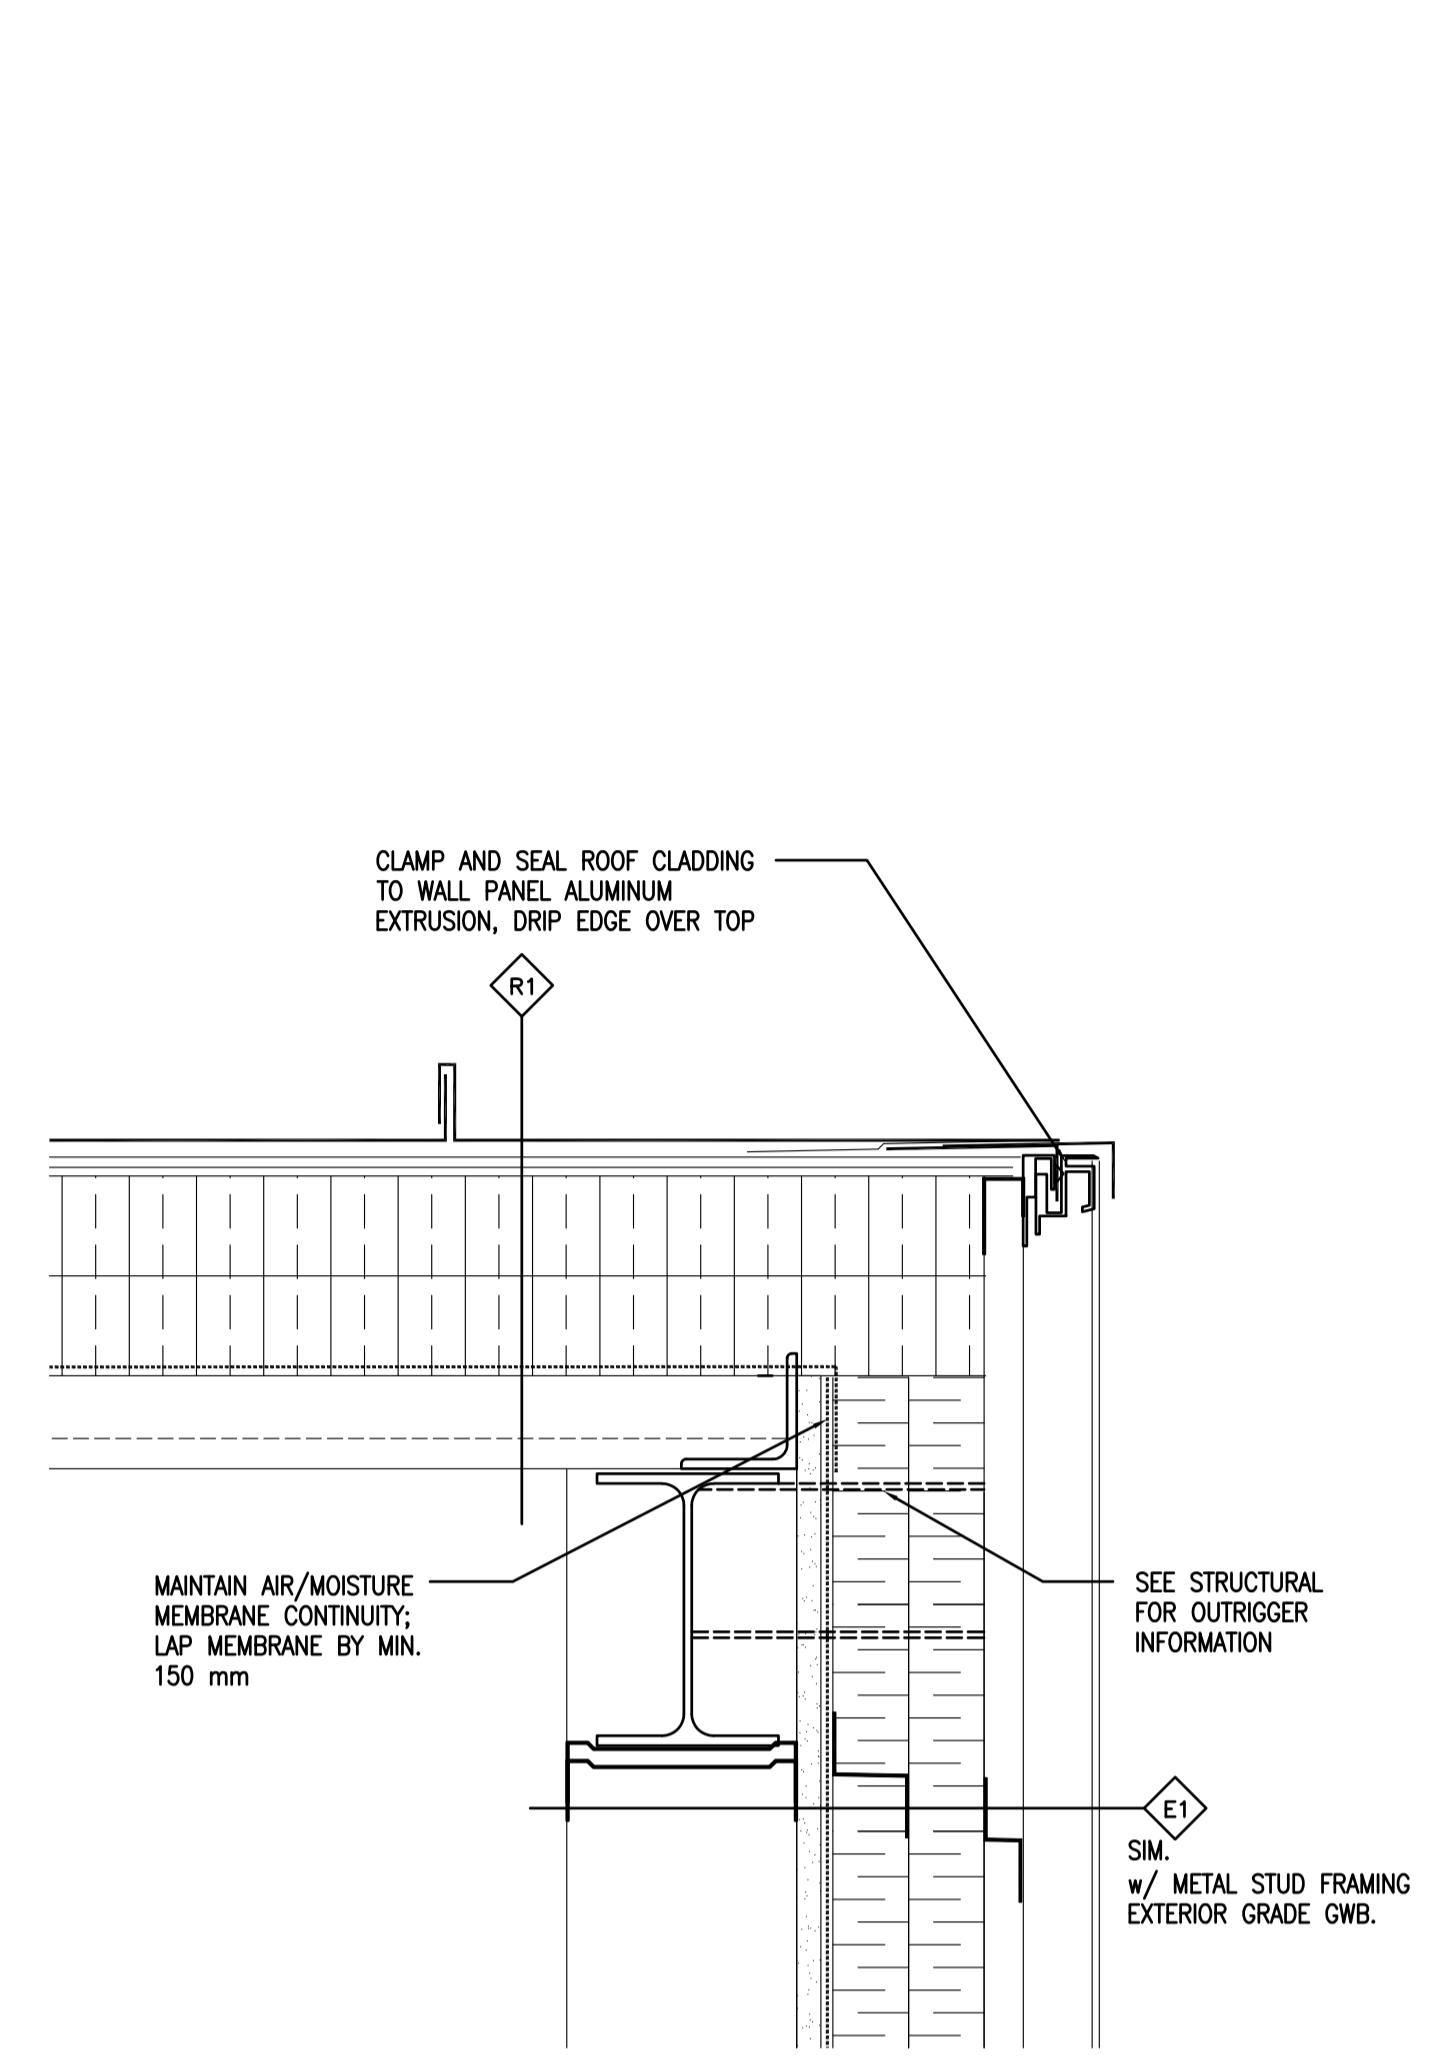 CLAMP AND SEAL ROOF CLADDING
TO WALL PANEL ALUMINUM
EXTRUSION, DRIP EDGE OVER TOP
R1
MAINTAIN AIR/MOISTURE
MEMBRANE CONTINUITY;
LAP MEMBRANE BY MIN.
150 mm
SEE STRUCTURAL
FOR OUTRIGGER
INFORMATION
E1
SIM.
w/ METAL STUD FRAMING
EXTERIOR GRADE GWB.